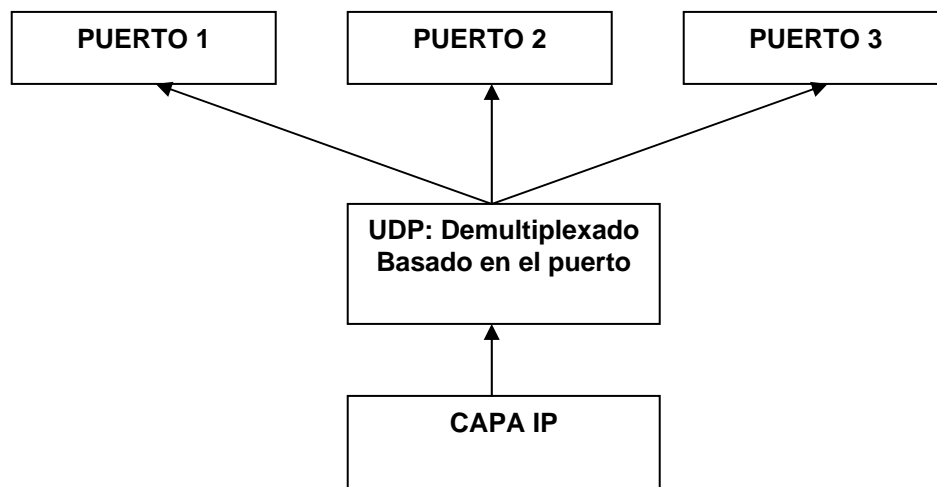 PUERTO 1
PUERTO 2
PUERTO 3
UDP: Demultiplexado
Basado en el puerto
CAPA IP